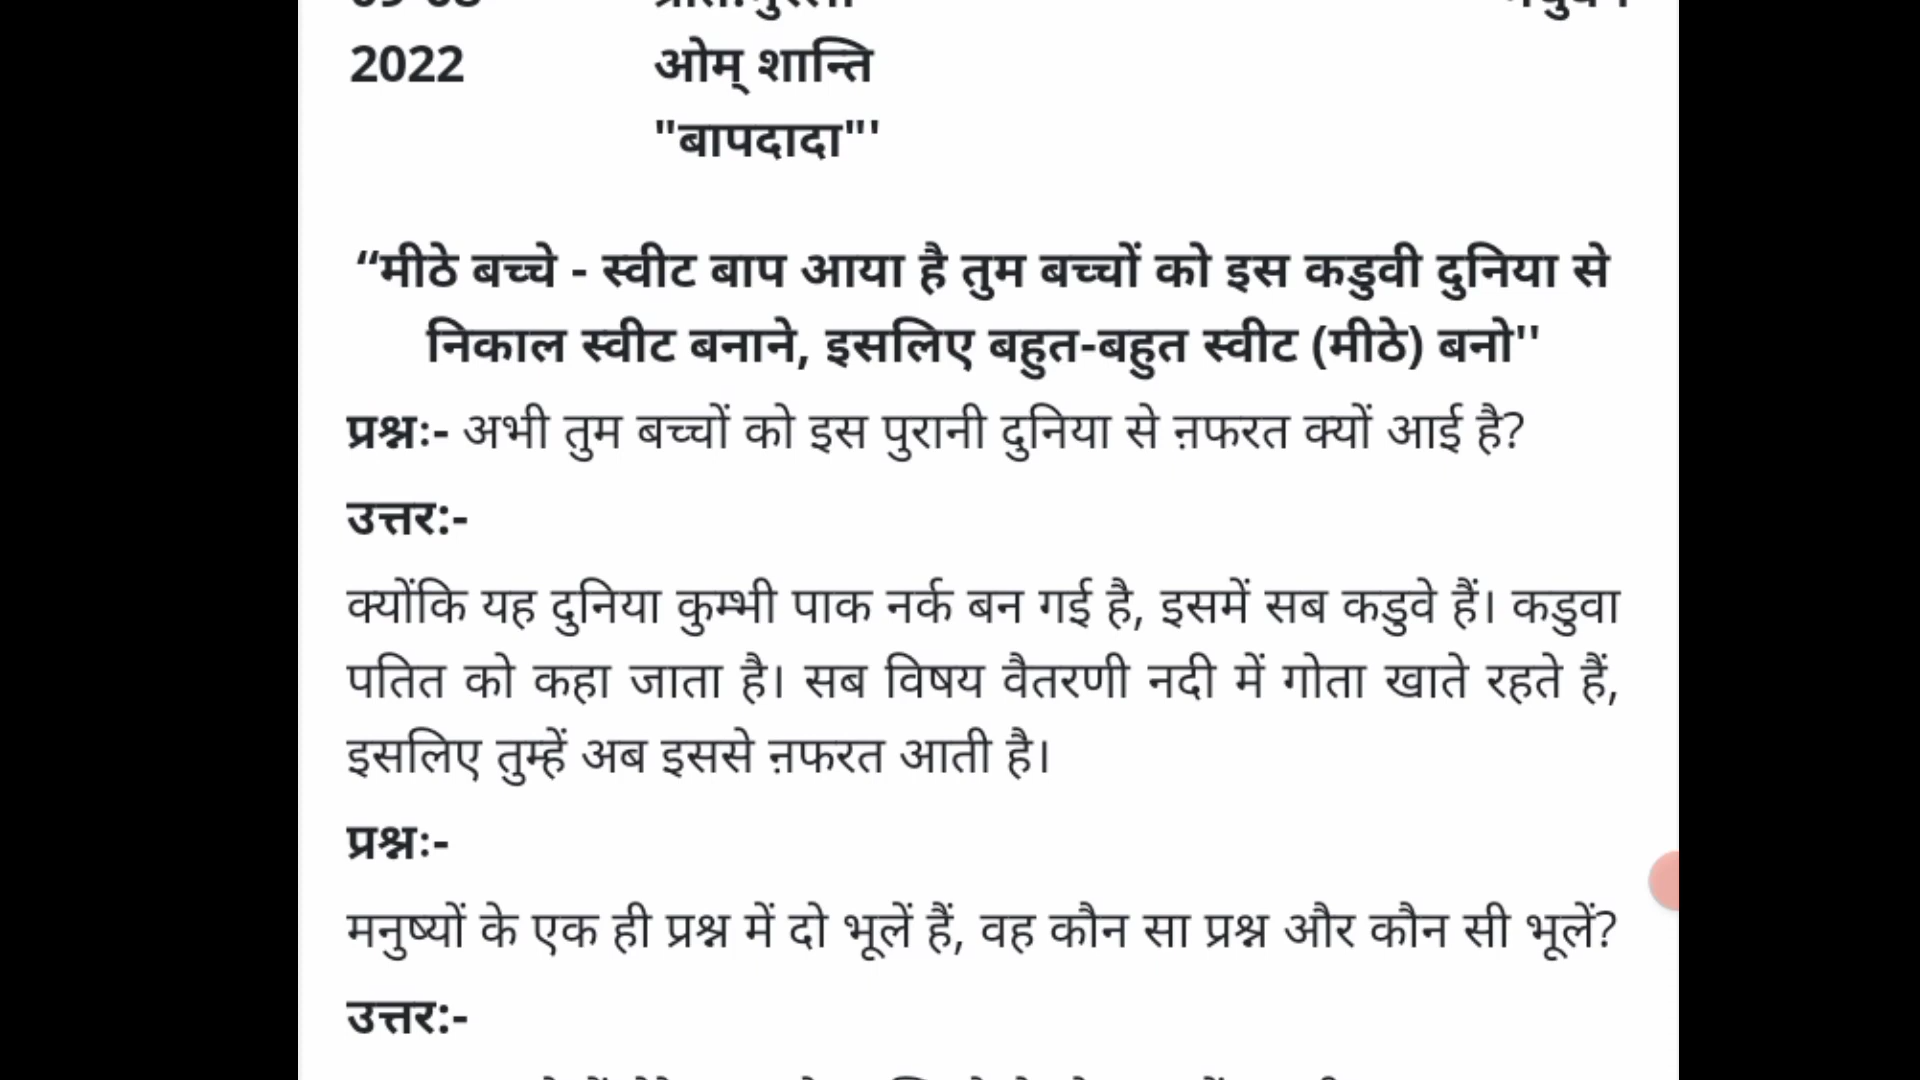 2022 ओम् शान्ति
"बापदादा"'
“मीठे बच्चे - स्वीट बाप आया है तुम बच्चों को इस कडुवी दुनिया से
निकाल स्वीट बनाने, इसलिए बहुत-बहुत स्वीट (मीठे) बनो''
प्रश्नः- अभी तुम बच्चों को इस पुरानी दुनिया से ऩफरत क्यों आई है?
उत्तर:-
क्योंकि यह दुनिया कुम्भी पाक नर्क बन गई है, इसमें सब कडुवे हैं। कडुवा
पतित को कहा जाता है। सब विषय वैतरणी नदी में गोता खाते रहते हैं,
इसलिए तुम्हें अब इससे ऩफरत आती है।
प्रश्नः-
मनुष्यों के एक ही प्रश्न में दो भूलें हैं, वह कौन सा प्रश्न और कौन सी भूलें?
उत्तर:-